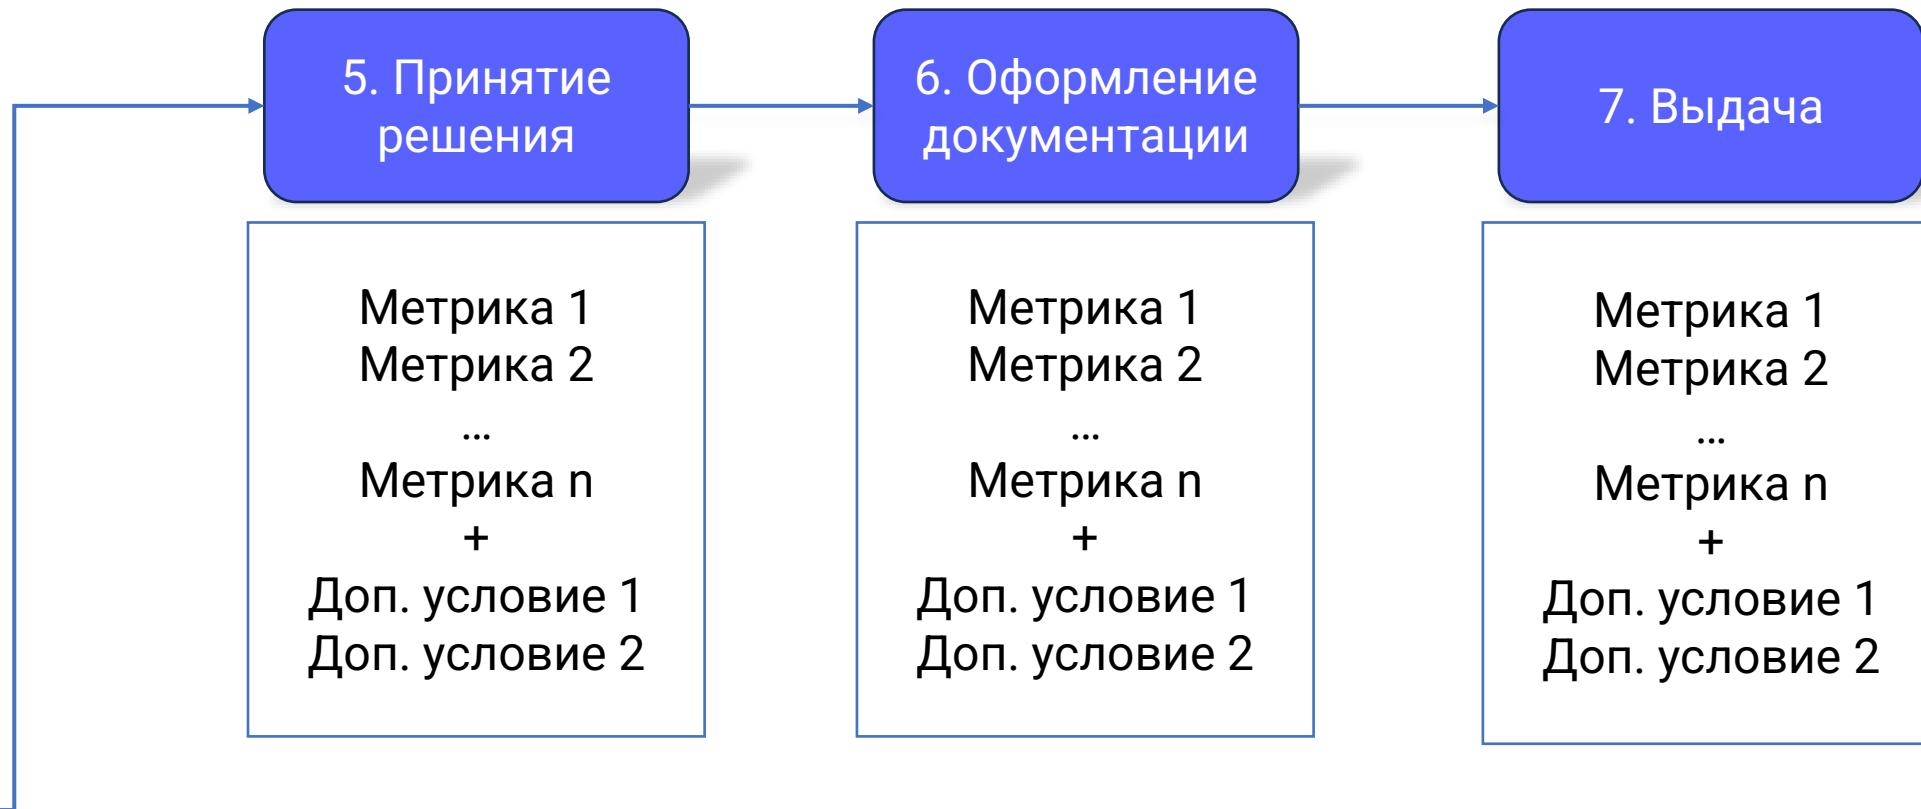 5. Принятие
решения
6. Оформление
документации
7. Выдача
Метрика 1
Метрика 2
...
Метрика n
+
Доп. условие 1
Доп. условие 2
Метрика 1
Метрика 2
...
Метрика n
+
Доп. условие 1
Доп. условие 2
Метрика 1
Метрика 2
...
Метрика n
+
Доп. условие 1
Доп. условие 2